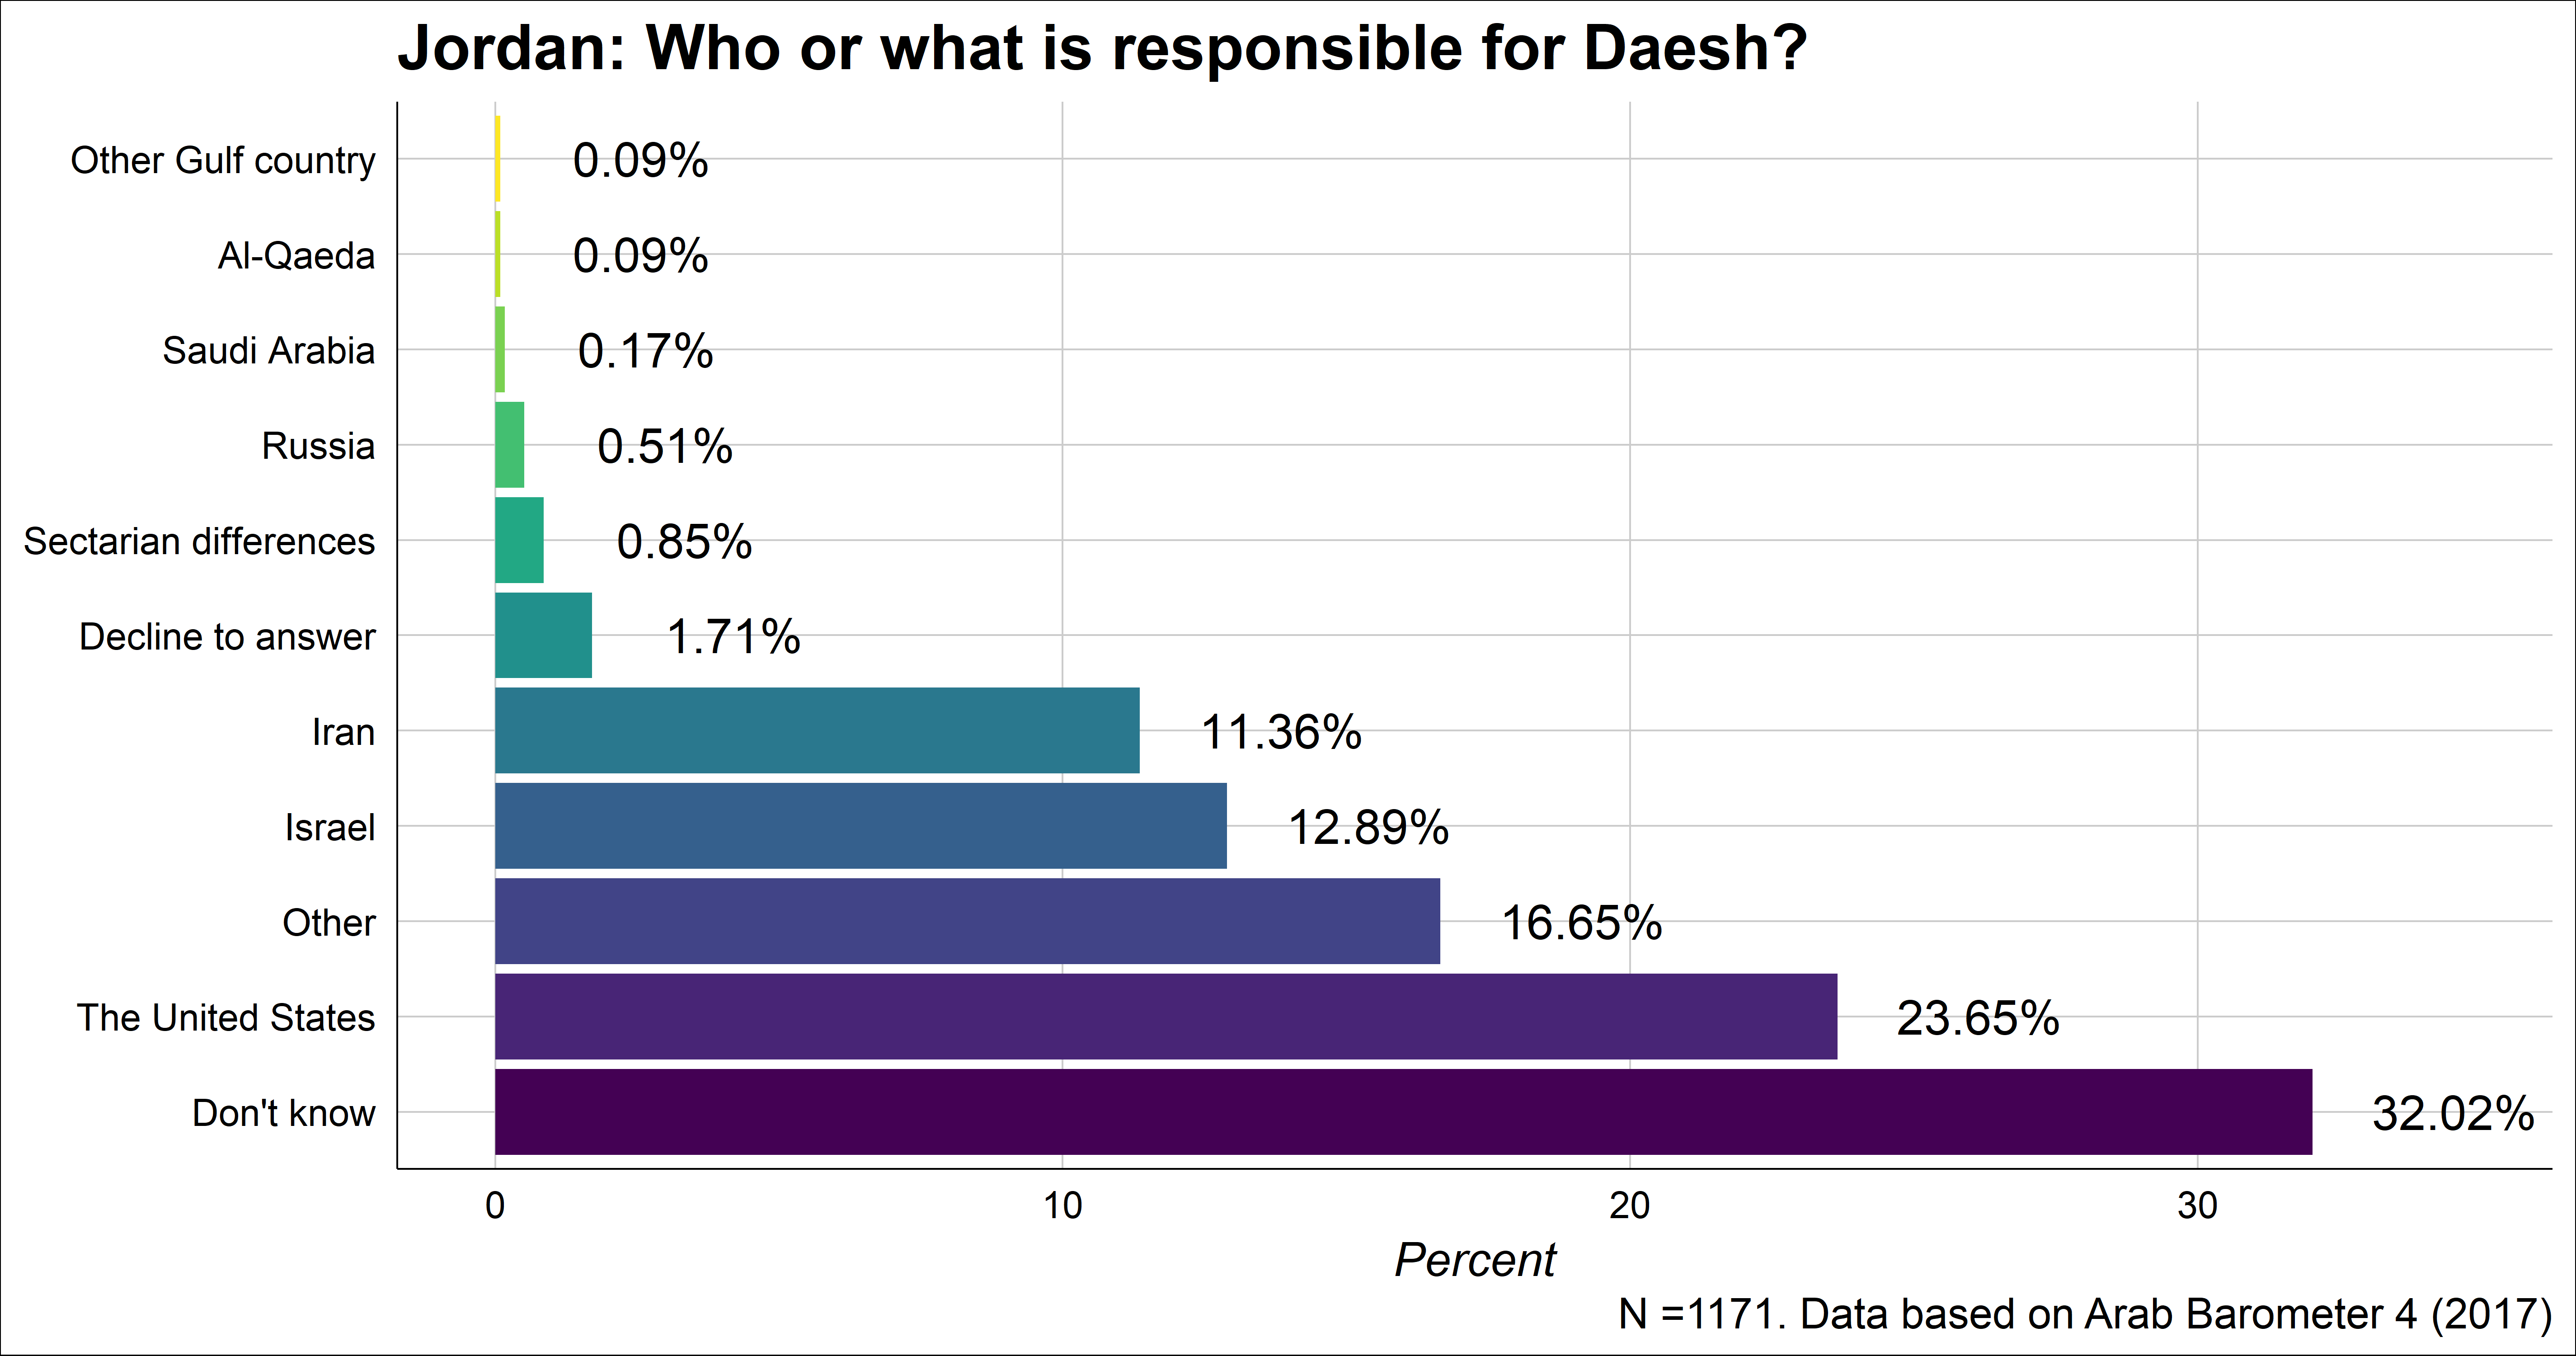 Jordan: Who or what is responsible for Daesh?
Other Gulf country 0.09%
Al-Qaeda 0.09%
Saudi Arabia 0.17%
Russia 0.51%
Sectarian differences 0.85%
Decline to answer 1.71%
Iran 11.36%
Israel 12.89%
Other 16.65%
The United States 23.65%
Don't know 32.02%
0 10 20 30
Percent
N =1171. Data based on Arab Barometer 4 (2017)